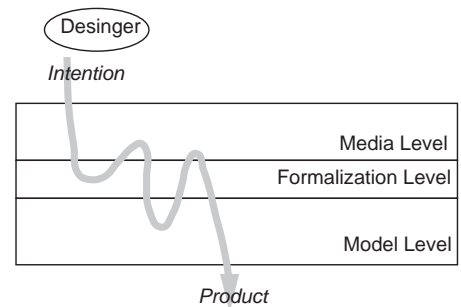 Desinger
Intention
Media Level
Formalization Level
Model Level
Product